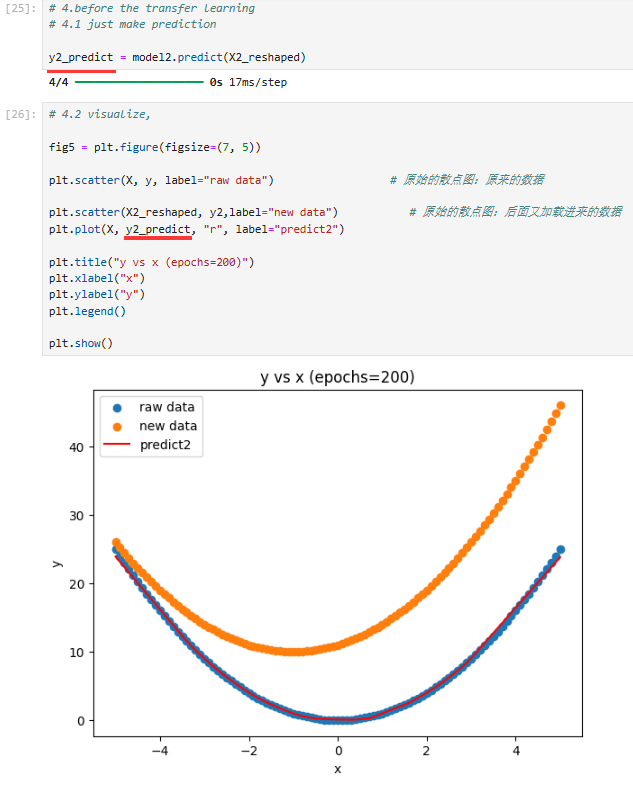 [25]: # 4.before the transfer learning
# 4.1 just make prediction
y2_predict = model2.predict(X2_reshaped)
4/4 ━━━━━━━━━━━━━━━━━━━━ 0s 17ms/step
[26]: # 4.2 visualize,
fig5 = plt.figure(figsize=(7, 5))
plt.scatter(X, y, label="raw data") # 原始的散点图：原来的数据
plt.scatter(X2_reshaped, y2,label="new data") # 原始的散点图：后面又加载进来的数据
plt.plot(X, y2_predict, "r", label="predict2")
plt.title("y vs x (epochs=200)")
plt.xlabel("x")
plt.ylabel("y")
plt.legend()
plt.show()
y vs x (epochs=200)
raw data
new data
predict2
40
30
20
10
0
y
−4 −2 0 2 4
x